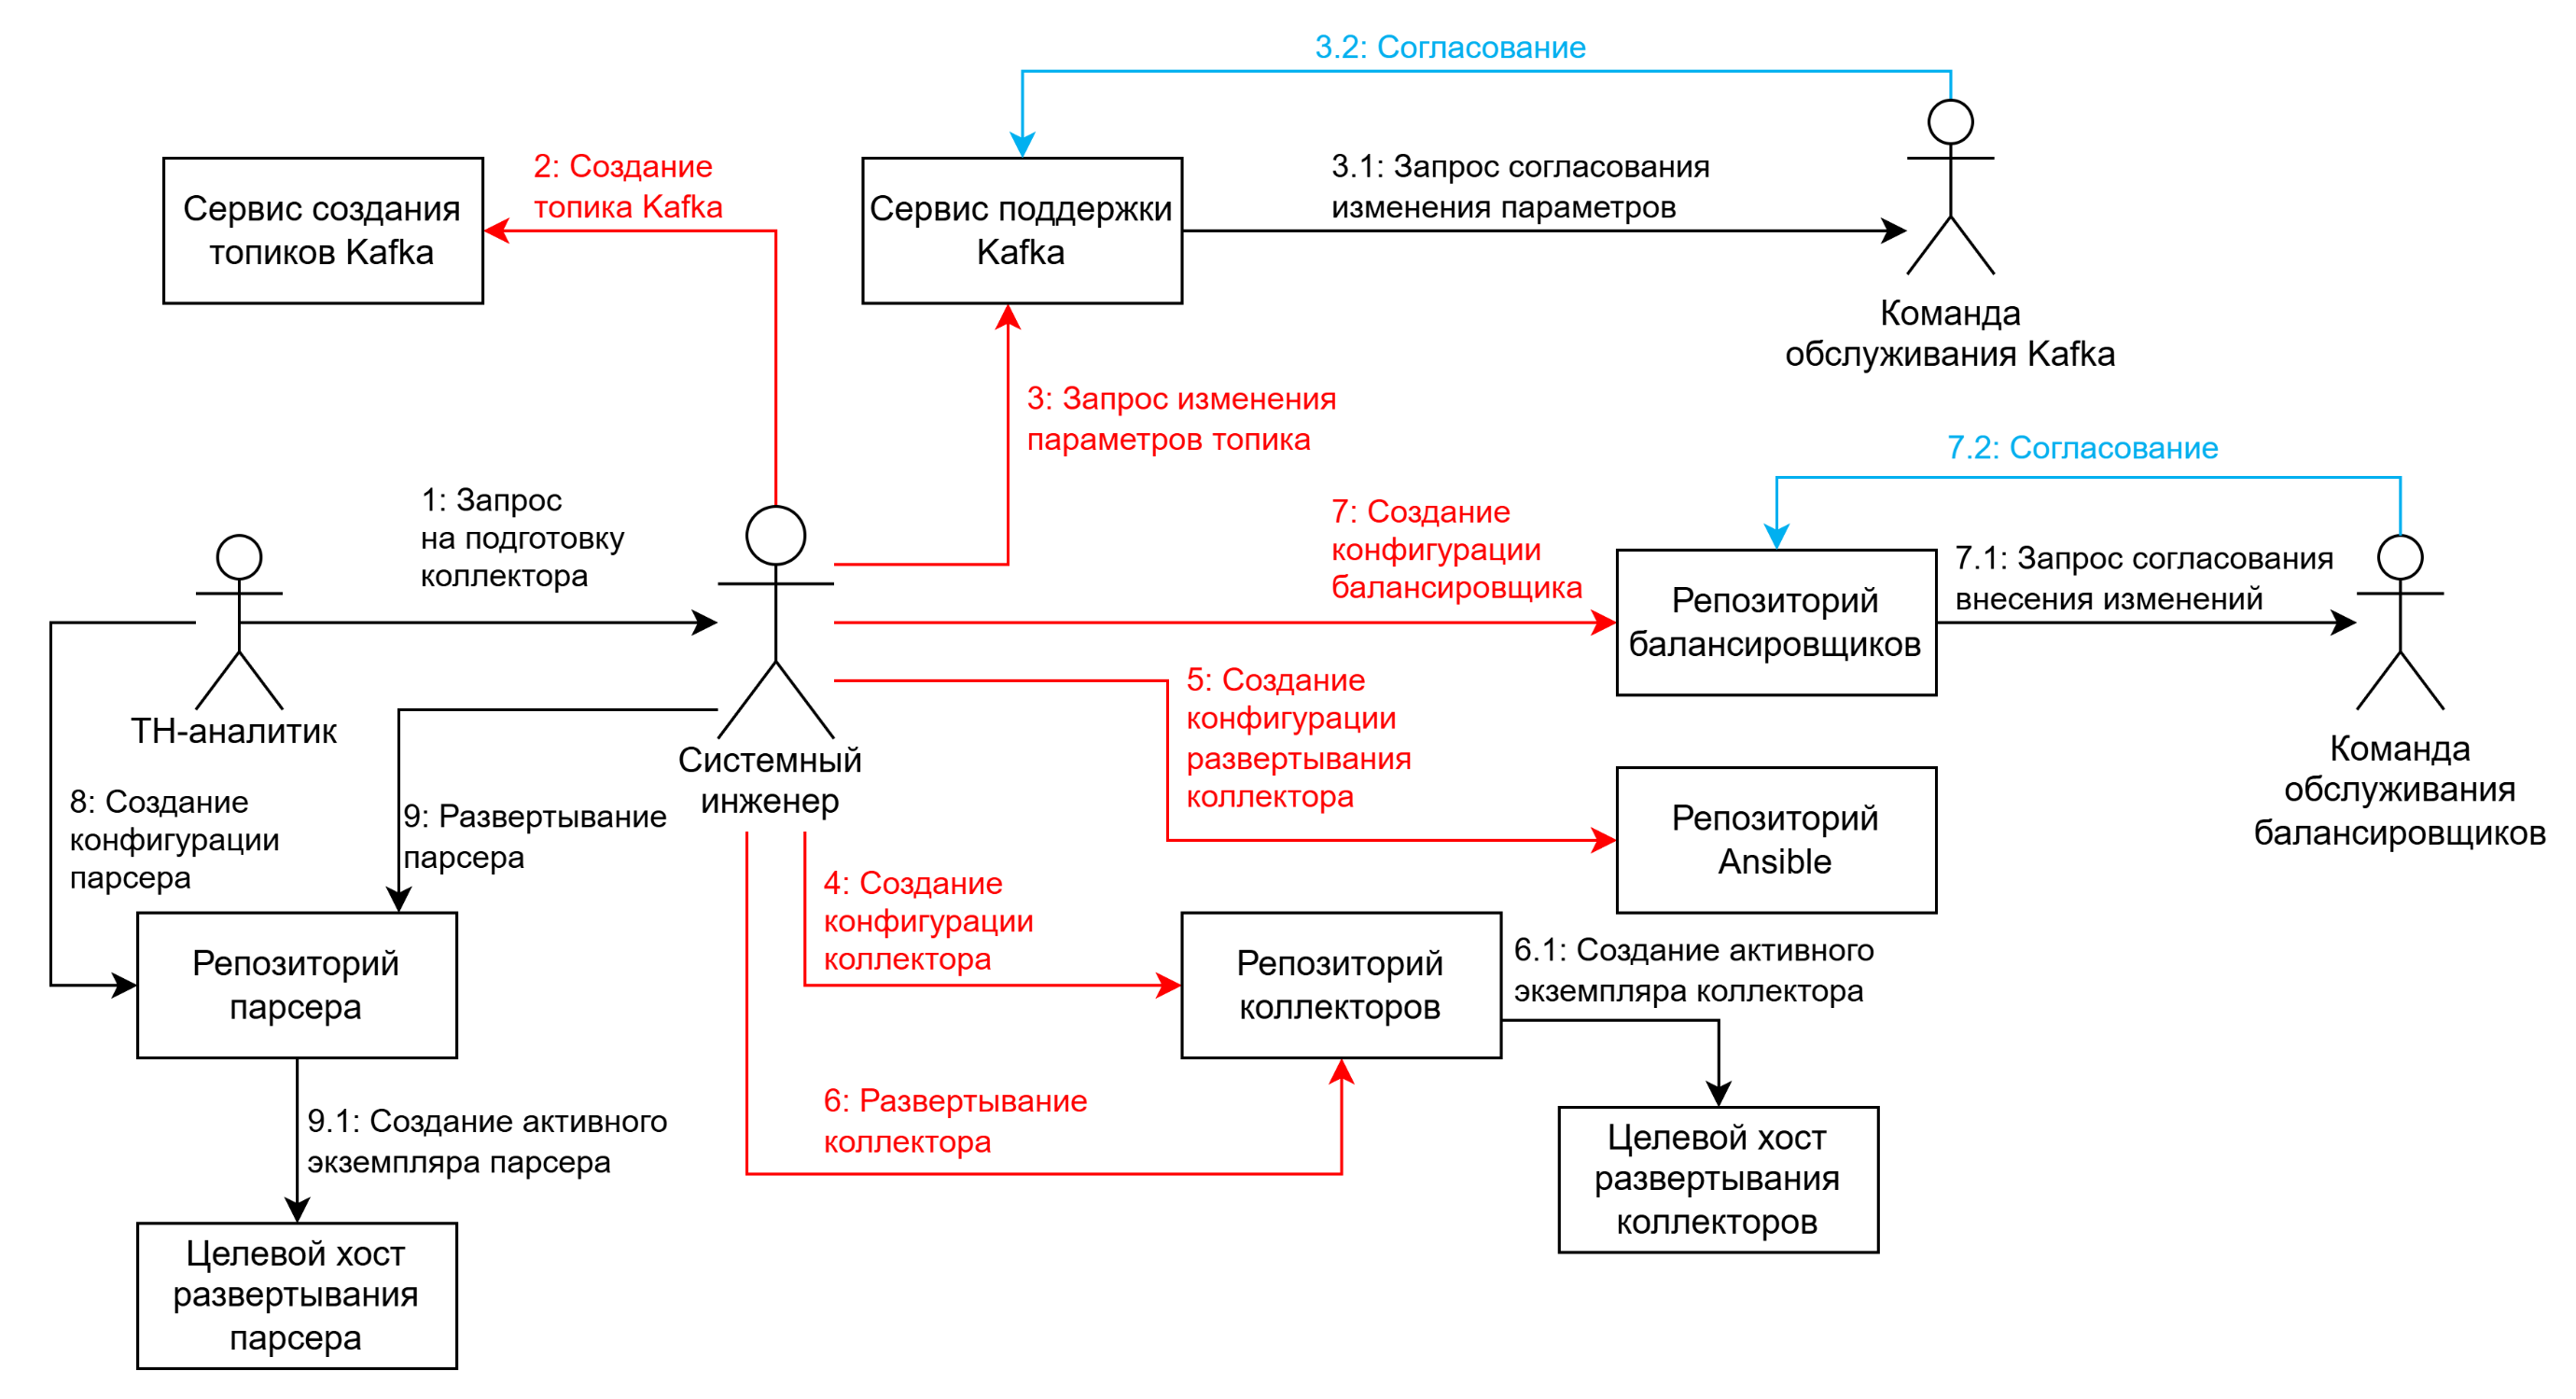 3.2: Согласование
2: Создание
топика Kafka
Сервис создания
топиков Kafka
Сервис поддержки
Kafka
3.1: Запрос согласования
изменения параметров
Команда
обслуживания Kafka
3: Запрос изменения
параметров топика
7.2: Согласование
1: Запрос
на подготовку
коллектора
7: Создание
конфигурации
балансировщика
Репозиторий
балансировщиков
7.1: Запрос согласования
внесения изменений
ТН-аналитик
Системный
инженер
5: Создание
конфигурации
развертывания
коллектора
Команда
обслуживания
балансировщиков
8: Создание
конфигурации
парсера
9: Развертывание
парсера
Репозиторий
Ansible
4: Создание
конфигурации
коллектора
Репозиторий
парсера
Репозиторий
коллекторов
6.1: Создание активного
экземпляра коллектора
9.1: Создание активного
экземпляра парсера
6: Развертывание
коллектора
Целевой хост
развертывания
коллекторов
Целевой хост
развертывания
парсера